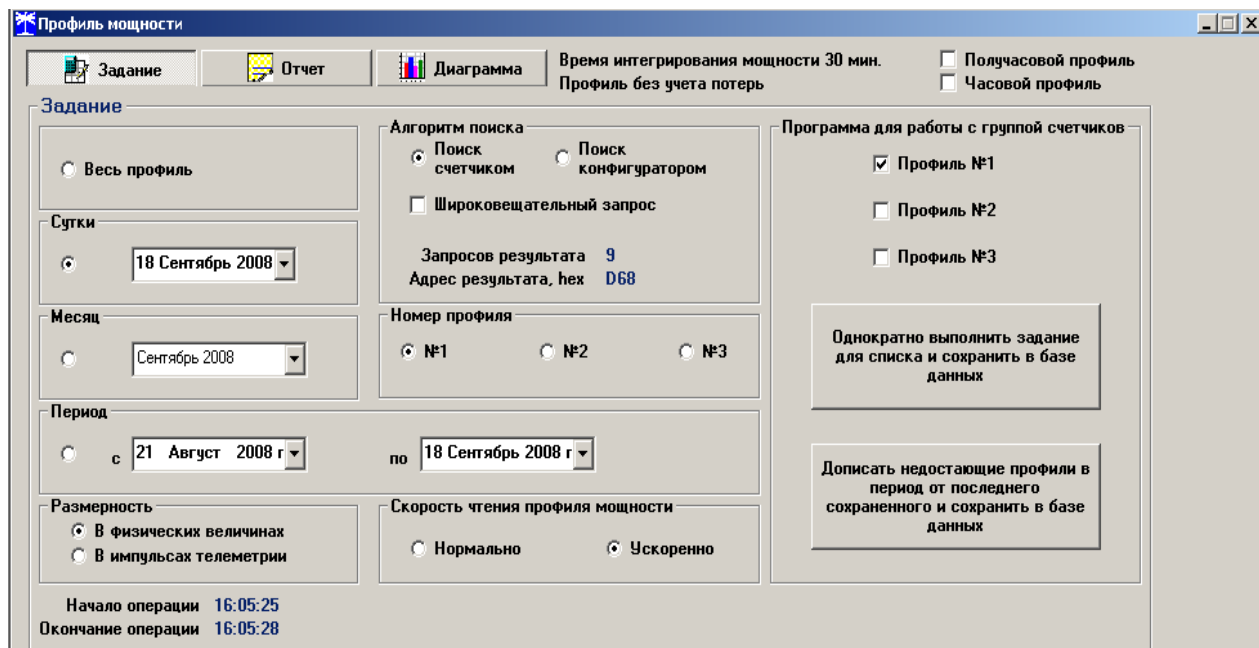 Профиль мощности
Задание
Отчет
Диаграмма
Время интегрирования мощности 30 мин.
Профиль без учета потерь
Получасовой профиль
Часовой профиль
Задание
Весь профиль
Сутки
18 Сентябрь 2008
Месяц
Сентябрь 2008
Алгоритм поиска
Поиск
счетчиком
Поиск
конфигуратором
Широковещательный запрос
Запросов результата 9
Адрес результата, hex D68
Номер профиля
№1
№2
№3
Период
с 21 Август 2008 г
по 18 Сентябрь 2008 г
Размерность
В физических величинах
В импульсах телеметрии
Скорость чтения профиля мощности
Нормально
Ускоренно
Программа для работы с группой счетчиков
Профиль №1
Профиль №2
Профиль №3
Однократно выполнить задание
для списка и сохранить в базе
данных
Дописать недостающие профили в
период от последнего
сохраненного и сохранить в базе
данных
Начало операции 16:05:25
Окончание операции 16:05:28